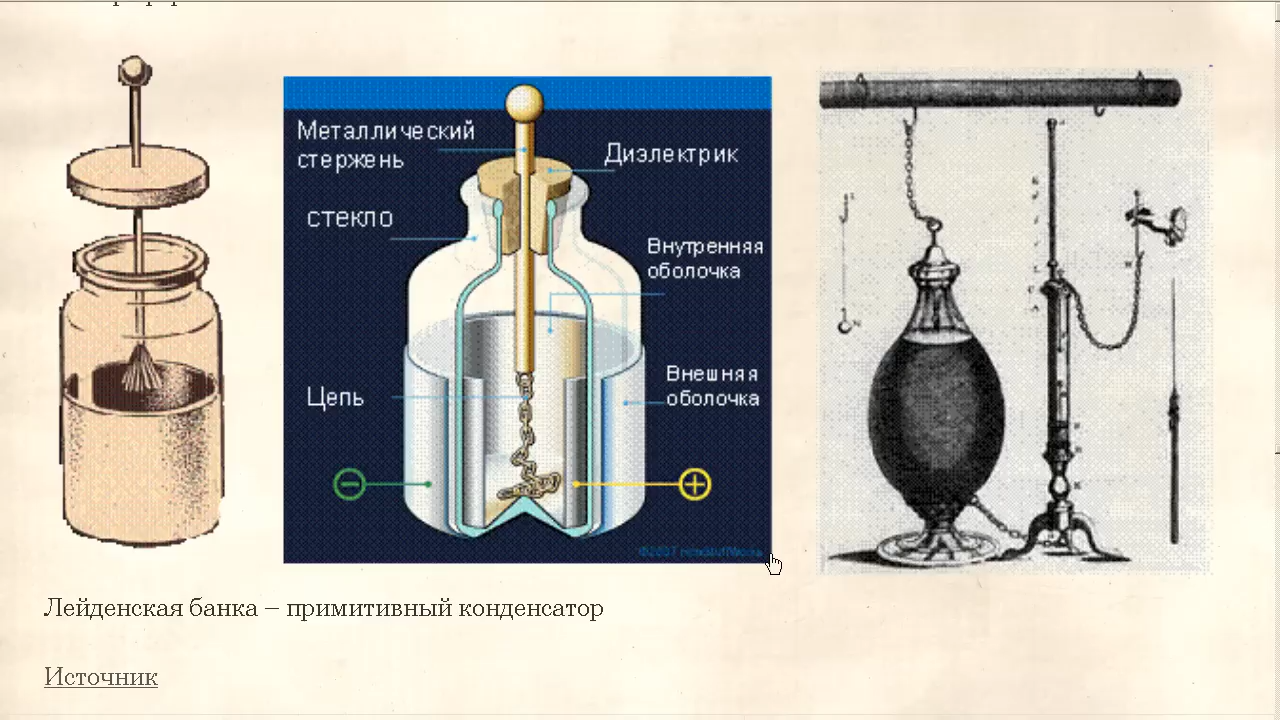 Металлический
стержень
Диэлектрик
стекло
Внутренняя
оболочка
Внешняя
оболочка
Цепь
Лейденская банка – примитивный конденсатор
Источник